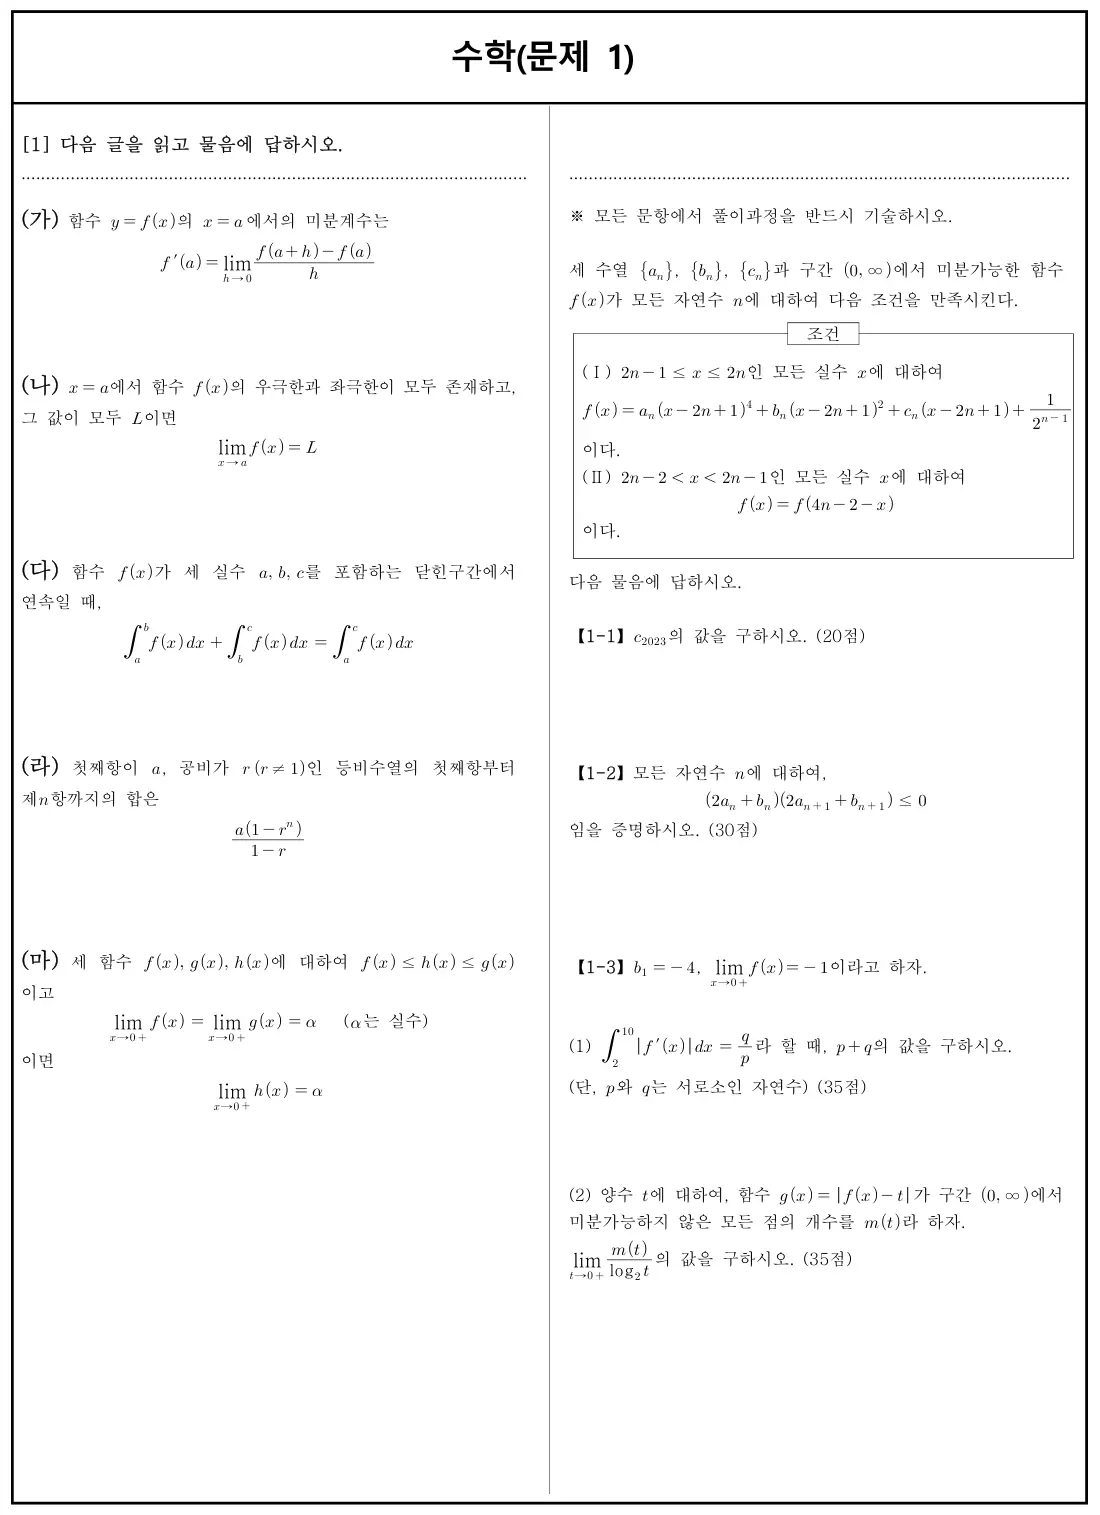 수학(문제 1)
[1] 다음 글을 읽고 물음에 답하시오.
(가) 함수 y=f(x)의 x=a에서의 미분계수는
f′(a)=lim_{h→0} \frac{f(a+h)-f(a)}{h}
(나) x=a에서 함수 f(x)의 우극한과 좌극한이 모두 존재하고,
그 값이 모두 L이면
lim_{x→a} f(x)=L
(다) 함수 f(x)가 세 실수 a, b, c를 포함하는 닫힌구간에서
연속일 때,
∫_a^b f(x)dx+∫_b^c f(x)dx=∫_a^c f(x)dx
(라) 첫째항이 a, 공비가 r(r≠1)인 등비수열의 첫째항부터
제n항까지의 합은
\frac{a(1-r^n)}{1-r}
(마) 세 함수 f(x), g(x), h(x)에 대하여 f(x)≤h(x)≤g(x)
이고
lim_{x→0+} f(x)=lim_{x→0+} g(x)=α (α는 실수)
이면
lim_{x→0+} h(x)=α
※ 모든 문항에서 풀이과정을 반드시 기술하시오.
세 수열 {a_n}, {b_n}, {c_n}과 구간 (0, ∞)에서 미분가능한 함수
f(x)가 모든 자연수 n에 대하여 다음 조건을 만족시킨다.
조건
(Ⅰ) 2n-1≤x≤2n인 모든 실수 x에 대하여
f(x)=a_n(x-2n+1)^4+b_n(x-2n+1)^2+c_n(x-2n+1)+\frac{1}{2^{n-1}}
이다.
(Ⅱ) 2n-2<x<2n-1인 모든 실수 x에 대하여
f(x)=f(4n-2-x)
이다.
다음 물음에 답하시오.
【1-1】 c_{2023}의 값을 구하시오. (20점)
【1-2】 모든 자연수 n에 대하여,
(2a_n+b_n)(2a_{n+1}+b_{n+1})≤0
임을 증명하시오. (30점)
【1-3】 b_1=-4, lim_{x→0+} f(x)=-1이라고 하자.
(1) ∫_2^{10} |f′(x)|dx=\frac{q}{p}라 할 때, p+q의 값을 구하시오.
(단, p와 q는 서로소인 자연수) (35점)
(2) 양수 t에 대하여, 함수 g(x)=|f(x)-t|가 구간 (0, ∞)에서
미분가능하지 않은 모든 점의 개수를 m(t)라 하자.
lim_{t→0+} \frac{m(t)}{log_2 t}의 값을 구하시오. (35점)